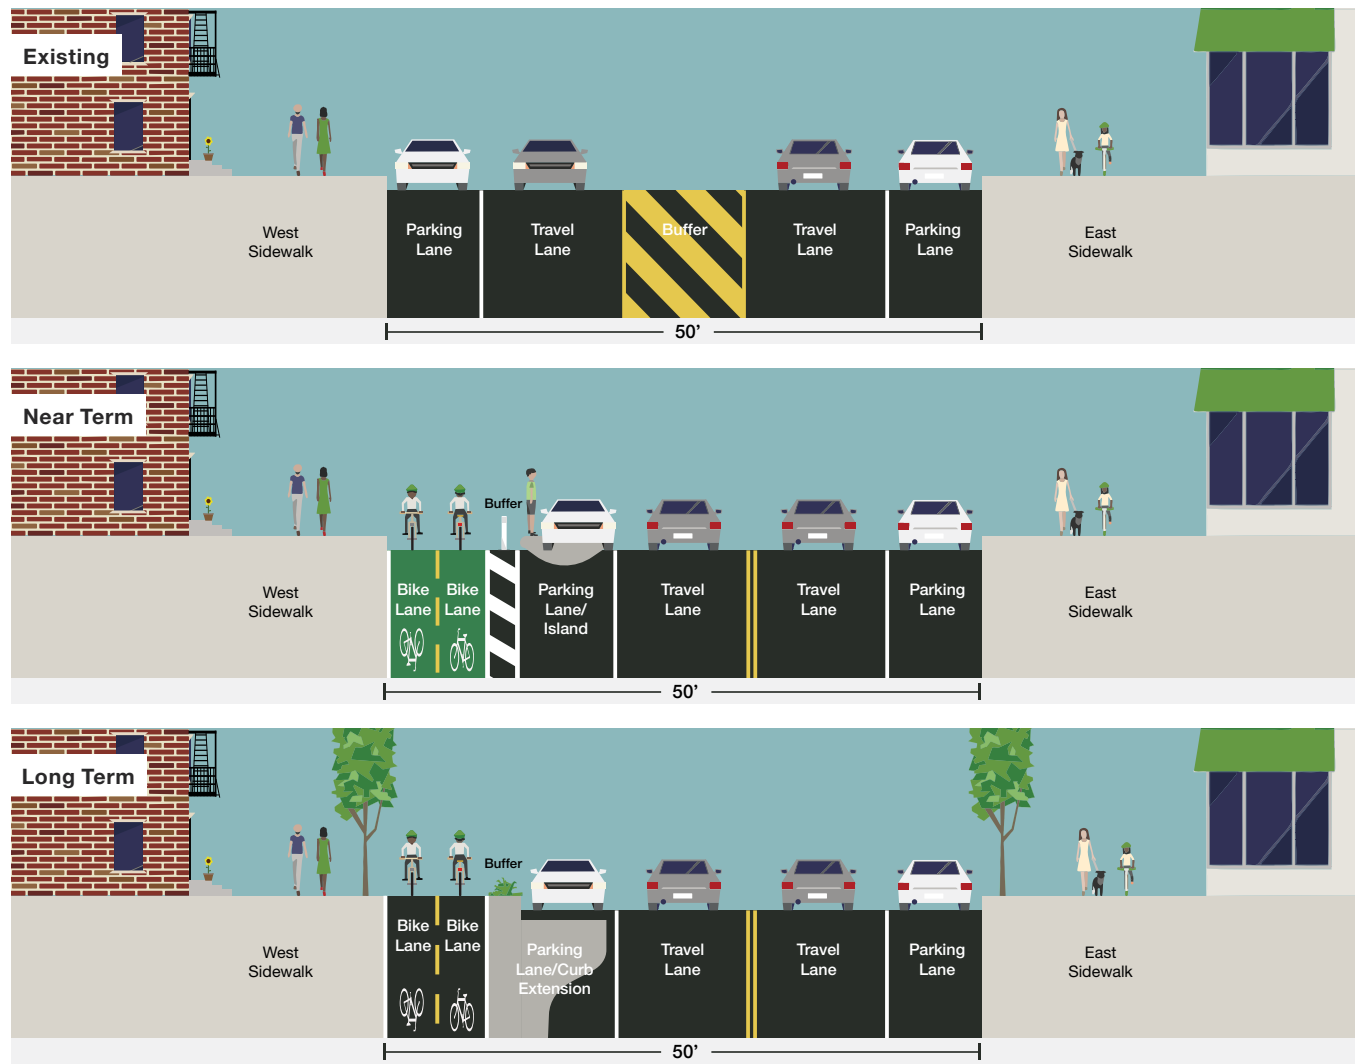 Existing
West
Sidewalk
Parking
Lane
Travel
Lane
Buffer
Travel
Lane
Parking
Lane
East
Sidewalk
50’
Near Term
Buffer
West
Sidewalk
Bike
Lane
Bike
Lane
Parking
Lane/
Island
Travel
Lane
Travel
Lane
Parking
Lane
East
Sidewalk
50’
Long Term
Buffer
West
Sidewalk
Bike
Lane
Bike
Lane
Parking
Lane/Curb
Extension
Travel
Lane
Travel
Lane
Parking
Lane
East
Sidewalk
50’